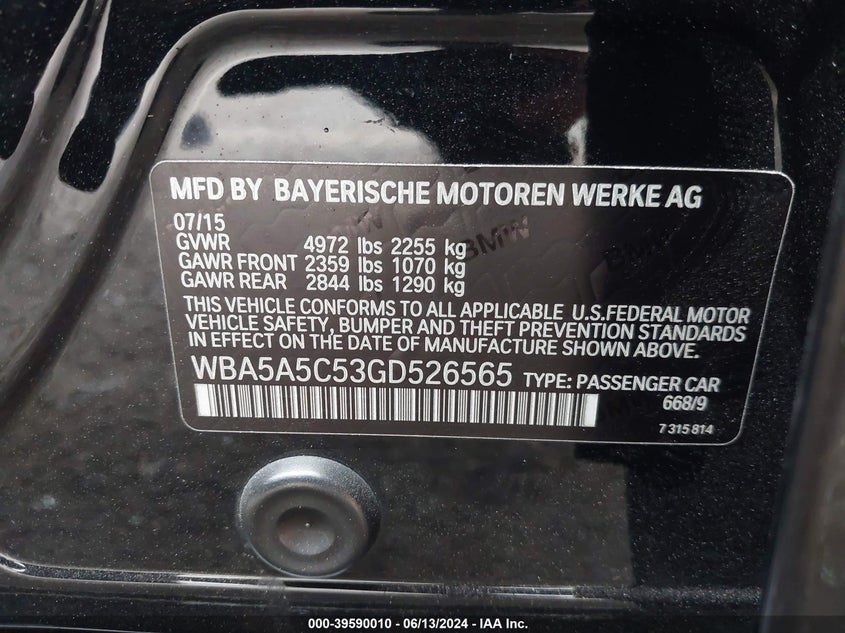 MFD BY BAYERISCHE MOTOREN WERKE AG
07/15
GVWR 4972 lbs 2255 kg
GAWR FRONT 2359 lbs 1070 kg
GAWR REAR 2844 lbs 1290 kg
THIS VEHICLE CONFORMS TO ALL APPLICABLE U.S.FEDERAL MOTOR
VEHICLE SAFETY, BUMPER AND THEFT PREVENTION STANDARDS
IN EFFECT ON THE DATE OF MANUFACTURE SHOWN ABOVE.
WBA5A5C53GD526565 TYPE: PASSENGER CAR
668/9
7 315 814
BMW
000-39590010 - 06/13/2024 - IAA Inc.